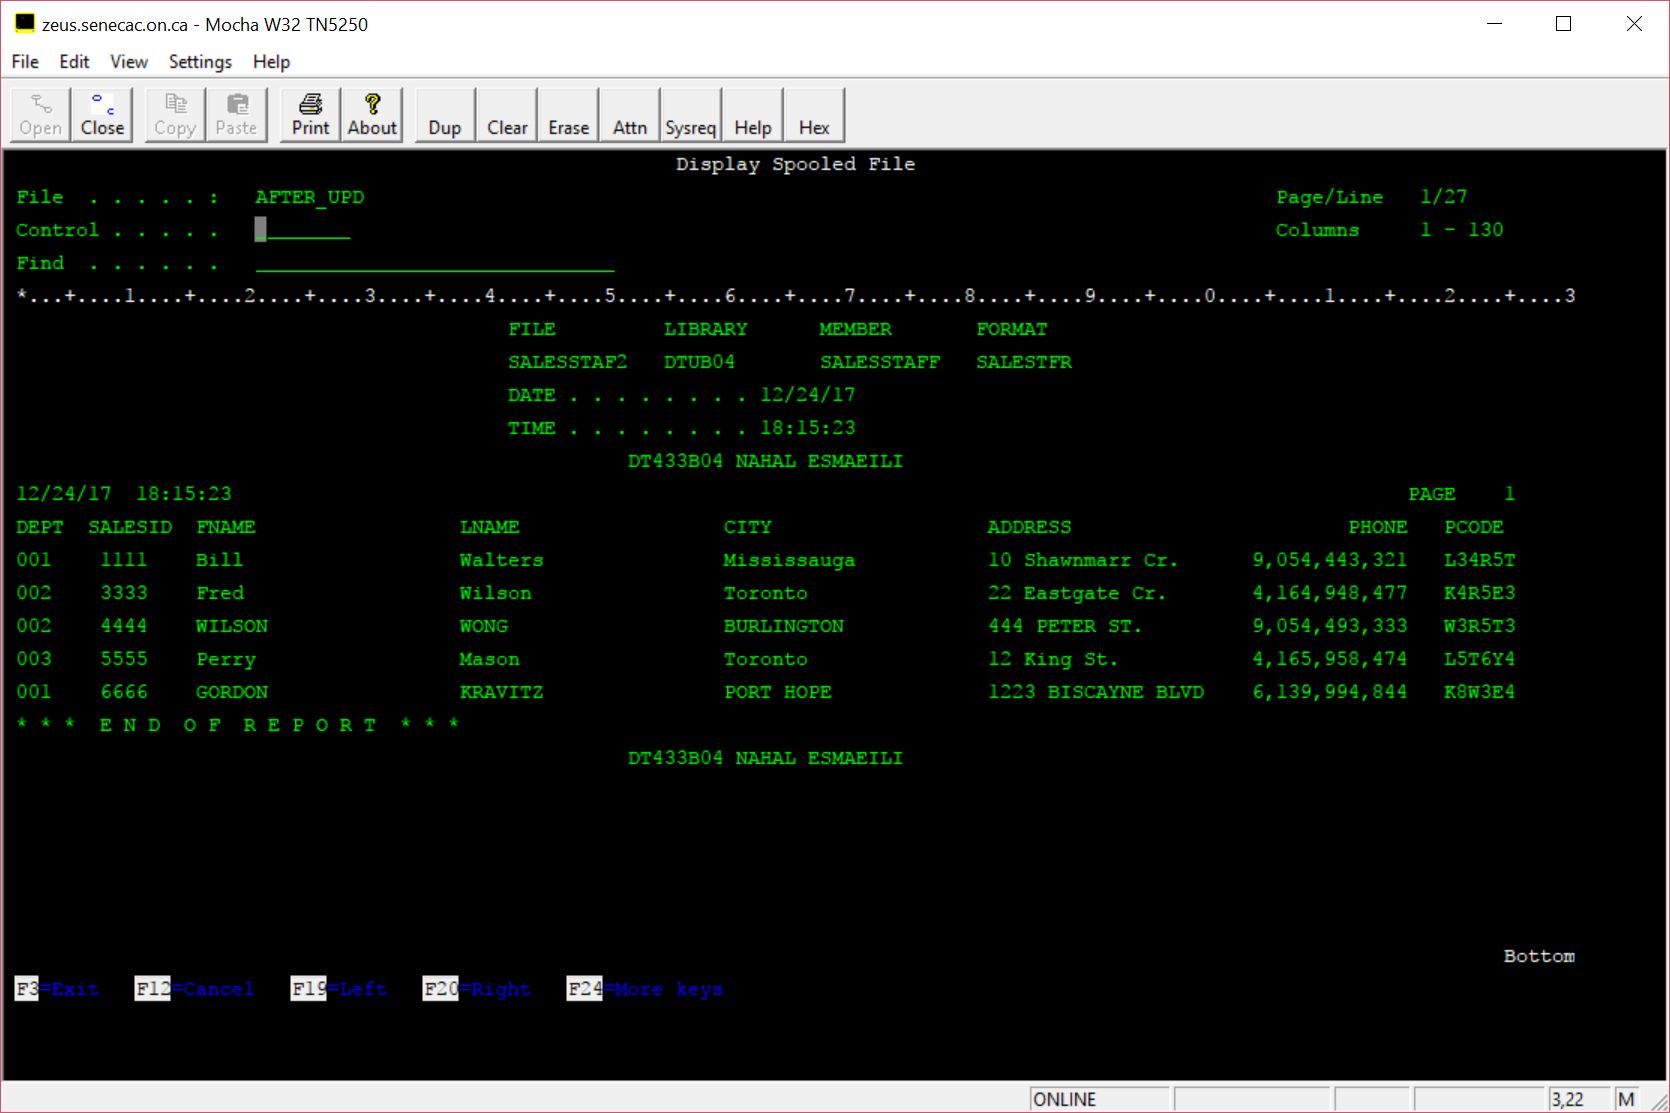 zeus.senecac.on.ca - Mocha W32 TN5250
File Edit View Settings Help
Open Close Copy Paste Print About Dup Clear Erase Attn Sysreq Help Hex
Display Spooled File
File . . . . . : AFTER_UPD Page/Line 1/27
Control . . . . . Columns 1 - 130
Find . . . . . .
*...+....1....+....2....+....3....+....4....+....5....+....6....+....7....+....8....+....9....+....0....+....1....+....2....+....3
FILE LIBRARY MEMBER FORMAT
SALESSTAF2 DTUB04 SALESSTAFF SALESTFR
DATE . . . . . . . . 12/24/17
TIME . . . . . . . . 18:15:23
DT433B04 NAHAL ESMAEILI
12/24/17 18:15:23 PAGE 1
DEPT SALESID FNAME LNAME CITY ADDRESS PHONE PCODE
001 1111 Bill Walters Mississauga 10 Shawnmarr Cr. 9,054,443,321 L34R5T
002 3333 Fred Wilson Toronto 22 Eastgate Cr. 4,164,948,477 K4R5E3
002 4444 WILSON WONG BURLINGTON 444 PETER ST. 9,054,493,333 W3R5T3
003 5555 Perry Mason Toronto 12 King St. 4,165,958,474 L5T6Y4
001 6666 GORDON KRAVITZ PORT HOPE 1223 BISCAYNE BLVD 6,139,994,844 K8W3E4
* * * E N D O F R E P O R T * * *
DT433B04 NAHAL ESMAEILI
Bottom
F3=Exit F12=Cancel F19=Left F20=Right F24=More keys
ONLINE 3,22 M